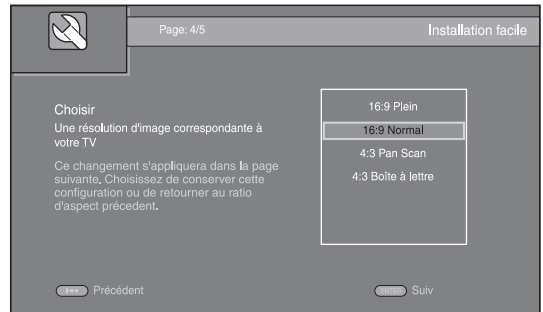 Page: 4/5
Installation facile
Choisir
Une résolution d'image correspondante à
votre TV
Ce changement s'appliquera dans la page
suivante. Choisissez de conserver cette
configuration ou de retourner au ratio
d'aspect précedent.
16:9 Plein
16:9 Normal
4:3 Pan Scan
4:3 Boîte à lettre
Précédent
ENTER Suiv